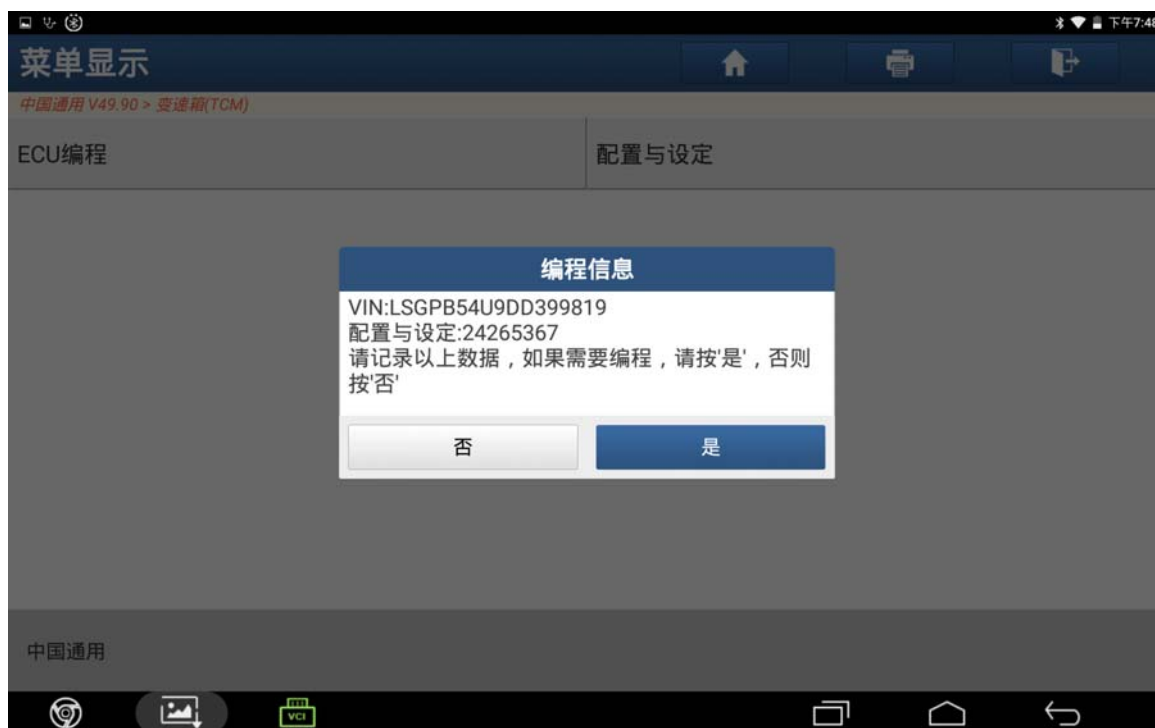 下午7:48
菜单显示
中国通用 V49.90 > 变速箱(TCM)
ECU编程
配置与设定
编程信息
VIN:LSGPB54U9DD399819
配置与设定:24265367
请记录以上数据，如果需要编程，请按'是'，否则
按'否'
否
是
中国通用
VCI